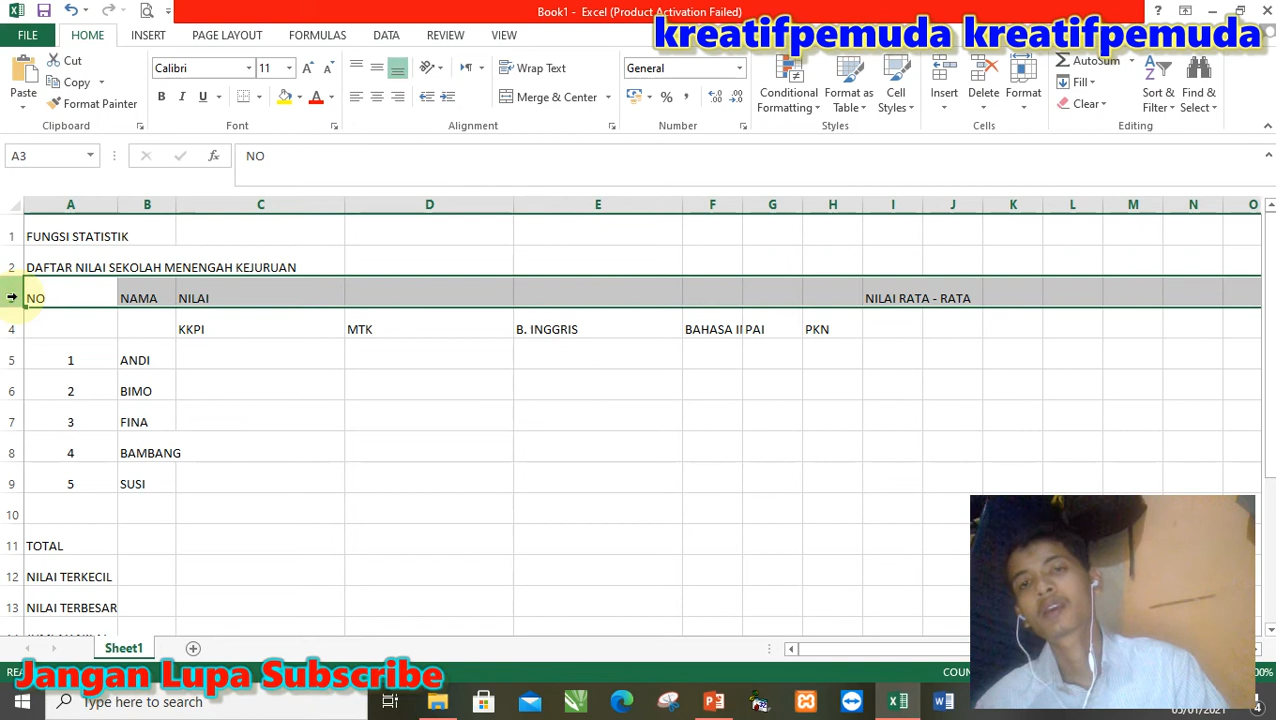 Book1 - Excel (Product Activation Failed)
kreatifpemuda kreatifpemuda
FILE HOME INSERT PAGE LAYOUT FORMULAS DATA REVIEW VIEW
Cut
Copy
Format Painter
Paste
Clipboard
Calibri 11
B I U
Font
Wrap Text
Merge & Center
Alignment
General
Number
Conditional Formatting
Format as Table
Cell Styles
Styles
Insert Delete Format
Cells
AutoSum
Fill
Clear
Sort & Filter
Find & Select
Editing
A3 NO
A B C D E F G H I J K L M N O
1 FUNGSI STATISTIK
2 DAFTAR NILAI SEKOLAH MENENGAH KEJURUAN
3 NO NAMA NILAI NILAI RATA - RATA
4 KKPI MTK B. INGGRIS BAHASA PAI PKN
5 1 ANDI
6 2 BIMO
7 3 FINA
8 4 BAMBANG
9 5 SUSI
10
11 TOTAL
12 NILAI TERKECIL
13 NILAI TERBESAR
Sheet1
Jangan Lupa Subscribe
Type here to search
05/01/2021
4